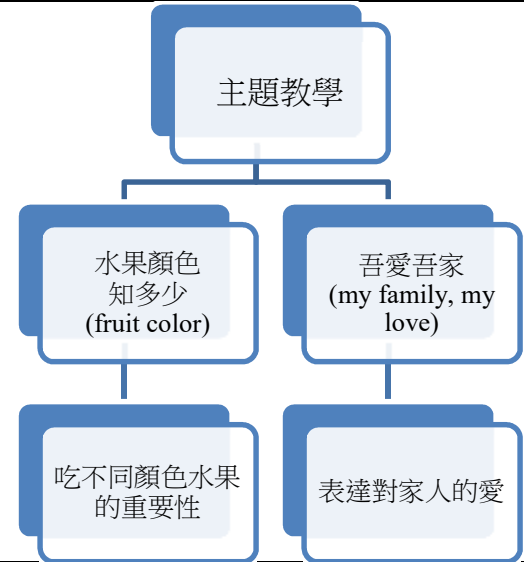 主題教學
水果顏色
知多少
(fruit color)
吾愛吾家
(my family, my
love)
吃不同顏色水果
的重要性
表達對家人的愛